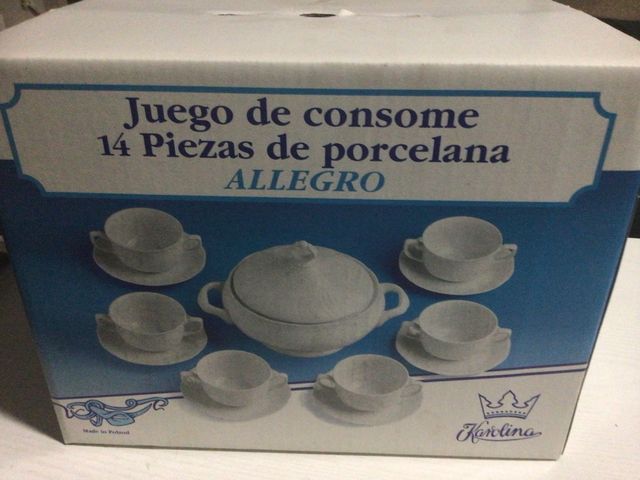 Juego de consome
14 Piezas de porcelana
ALLEGRO
Made in Poland
Karolina